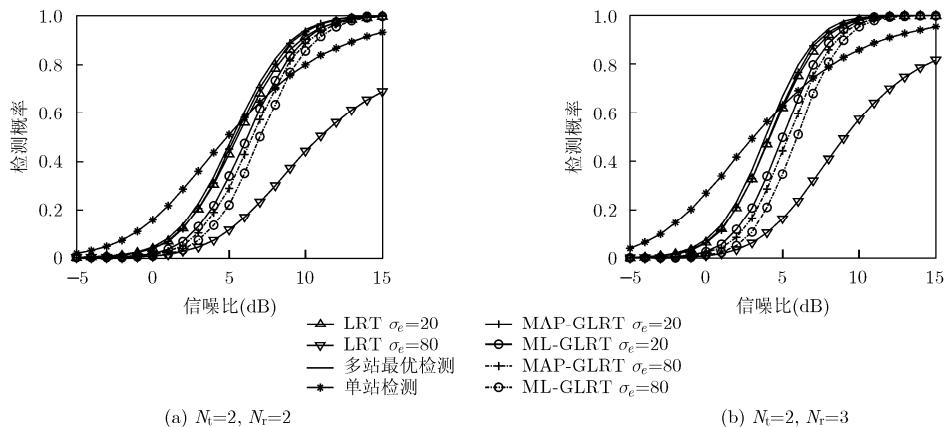 1.0
0.8
0.6
0.4
0.2
0
检测概率
−5 0 5 10 15
信噪比(dB)
1.0
0.8
0.6
0.4
0.2
0
检测概率
−5 0 5 10 15
信噪比(dB)
LRT σe=20
LRT σe=80
多站最优检测
单站检测
MAP-GLRT σe=20
ML-GLRT σe=20
MAP-GLRT σe=80
ML-GLRT σe=80
(a) Nt=2, Nr=2
(b) Nt=2, Nr=3